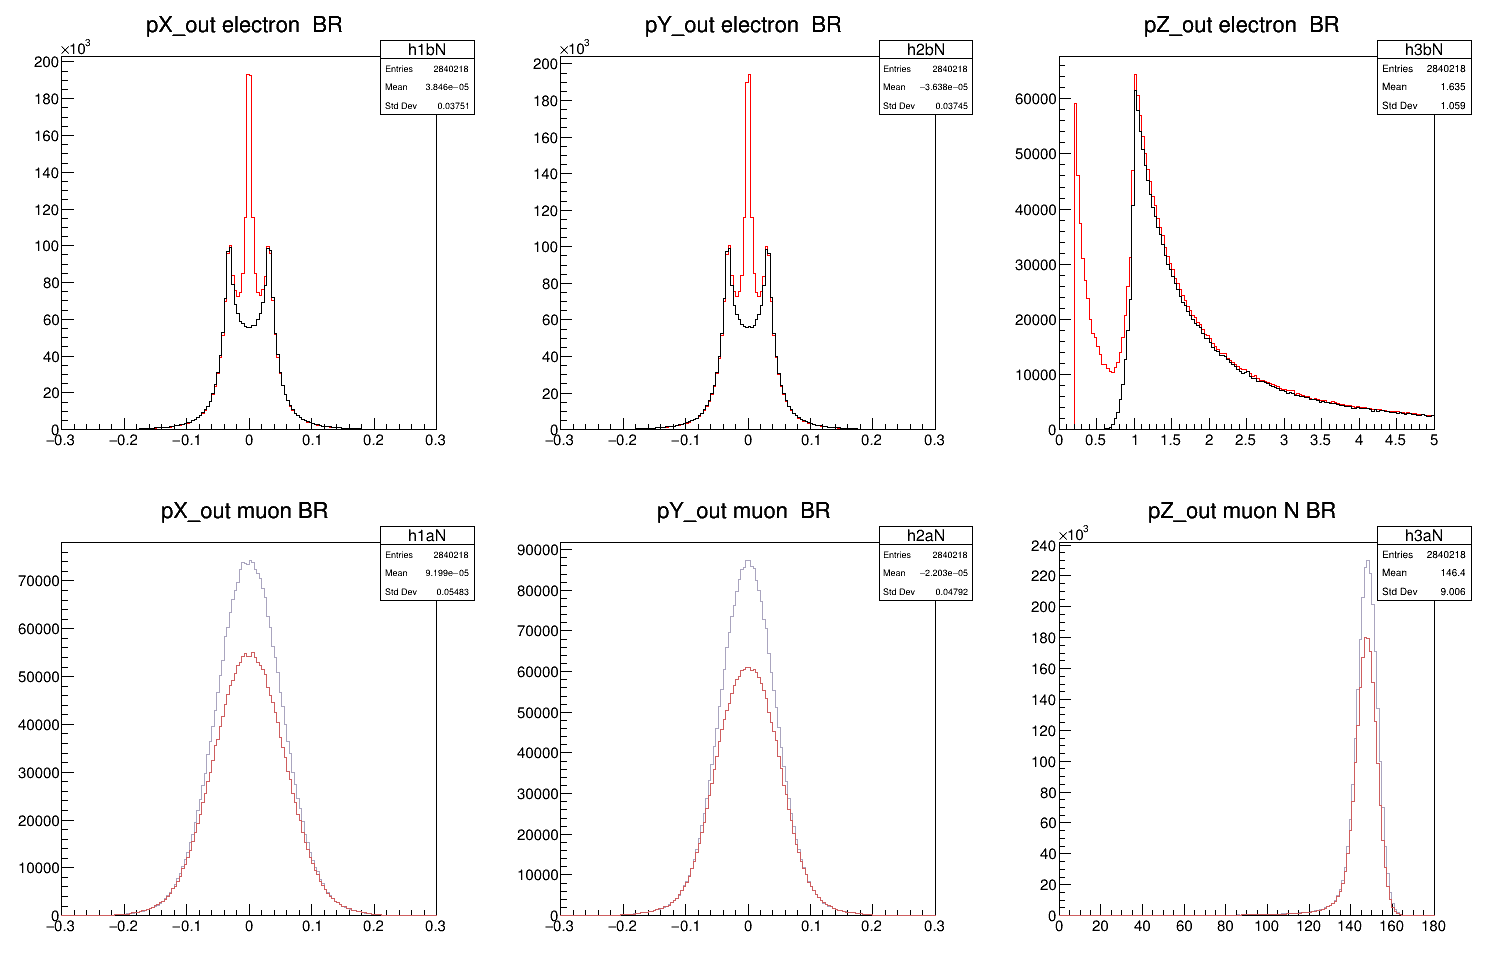 pX_out electron  BR
×10³
h1bN
Entries 2840218
Mean 3.846e−05
Std Dev 0.03751
200
180
160
140
120
100
80
60
40
20
0
−0.3 −0.2 −0.1 0 0.1 0.2 0.3
pY_out electron  BR
×10³
h2bN
Entries 2840218
Mean −3.638e−05
Std Dev 0.03745
200
180
160
140
120
100
80
60
40
20
0
−0.3 −0.2 −0.1 0 0.1 0.2 0.3
pZ_out electron  BR
h3bN
Entries 2840218
Mean 1.635
Std Dev 1.059
60000
50000
40000
30000
20000
10000
0
0 0.5 1 1.5 2 2.5 3 3.5 4 4.5 5
pX_out muon BR
h1aN
Entries 2840218
Mean 9.199e−05
Std Dev 0.05483
70000
60000
50000
40000
30000
20000
10000
0
−0.3 −0.2 −0.1 0 0.1 0.2 0.3
pY_out muon  BR
h2aN
Entries 2840218
Mean −2.203e−05
Std Dev 0.04792
90000
80000
70000
60000
50000
40000
30000
20000
10000
0
−0.3 −0.2 −0.1 0 0.1 0.2 0.3
pZ_out muon N BR
×10³
h3aN
Entries 2840218
Mean 146.4
Std Dev 9.006
240
220
200
180
160
140
120
100
80
60
40
20
0
0 20 40 60 80 100 120 140 160 180